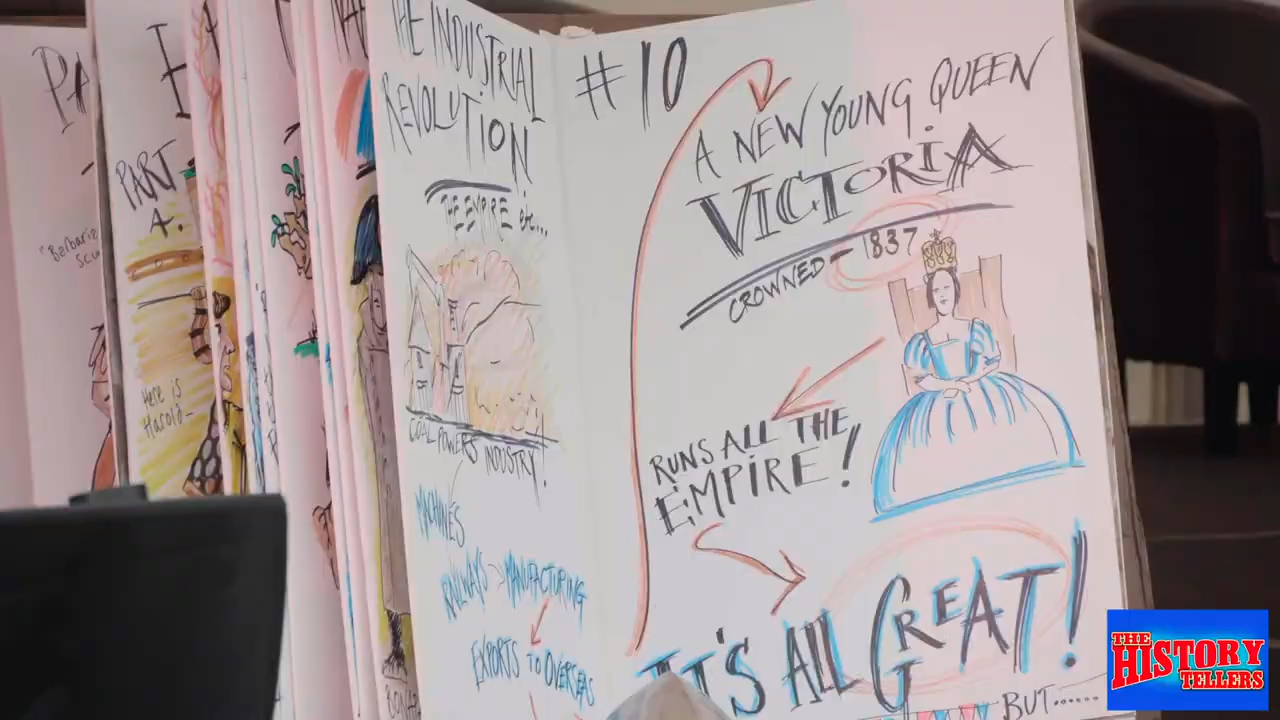 PART
4.
Here is
Harold-
THE INDUSTRIAL
REVOLUTION
THE EMPIRE etc...
COAL POWERS INDUSTRY!
MACHINES
RAILWAYS > MANUFACTURING
EXPORTS TO OVERSEAS
#10
A NEW YOUNG QUEEN
VICTORIA
CROWNED - 1837
RUNS ALL THE
EMPIRE!
IT'S ALL GREAT!
BUT......
THE
HISTORY
TELLERS